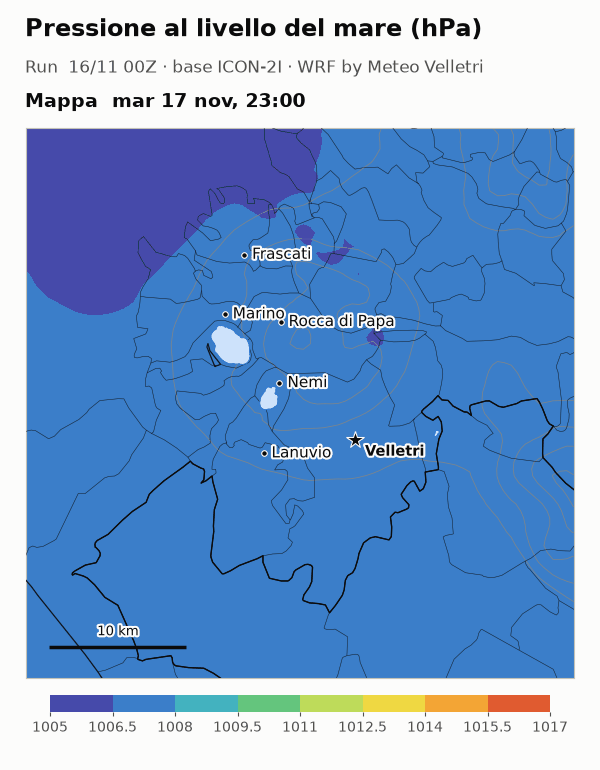 Pressione al livello del mare (hPa)
Run 16/11 00Z · base ICON-2I · WRF by Meteo Velletri
Mappa mar 17 nov, 23:00
Frascati
Marino
Rocca di Papa
Nemi
Velletri
Lanuvio
10 km
1005 1006.5 1008 1009.5 1011 1012.5 1014 1015.5 1017